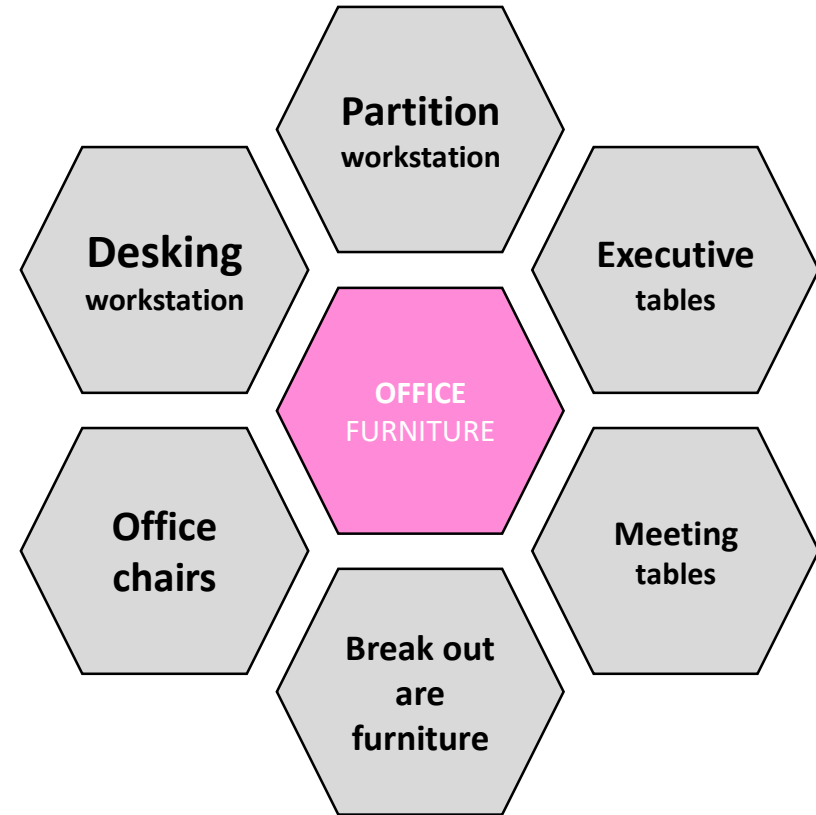 Partition
workstation
Desking
workstation
Executive
tables
OFFICE
FURNITURE
Office
chairs
Meeting
tables
Break out
are
furniture